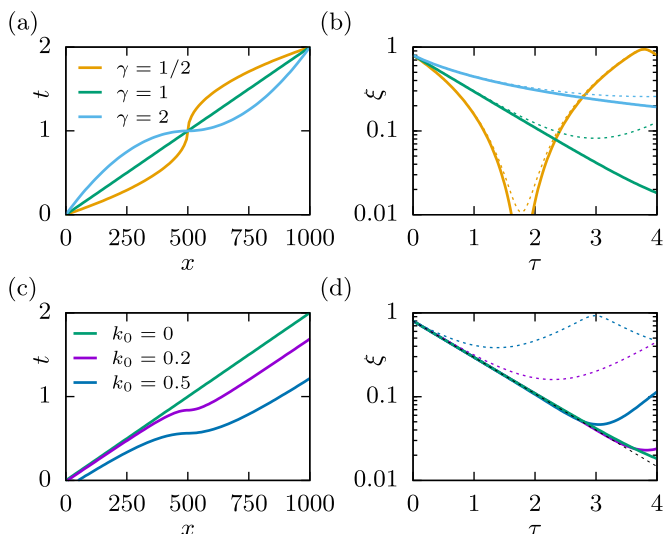 (a)
2
1
0
t
γ = 1/2
γ = 1
γ = 2
0 250 500 750 1000
x
(b)
1
0.1
0.01
ξ
0 1 2 3 4
τ
(c)
2
1
0
t
k₀ = 0
k₀ = 0.2
k₀ = 0.5
0 250 500 750 1000
x
(d)
1
0.1
0.01
ξ
0 1 2 3 4
τ